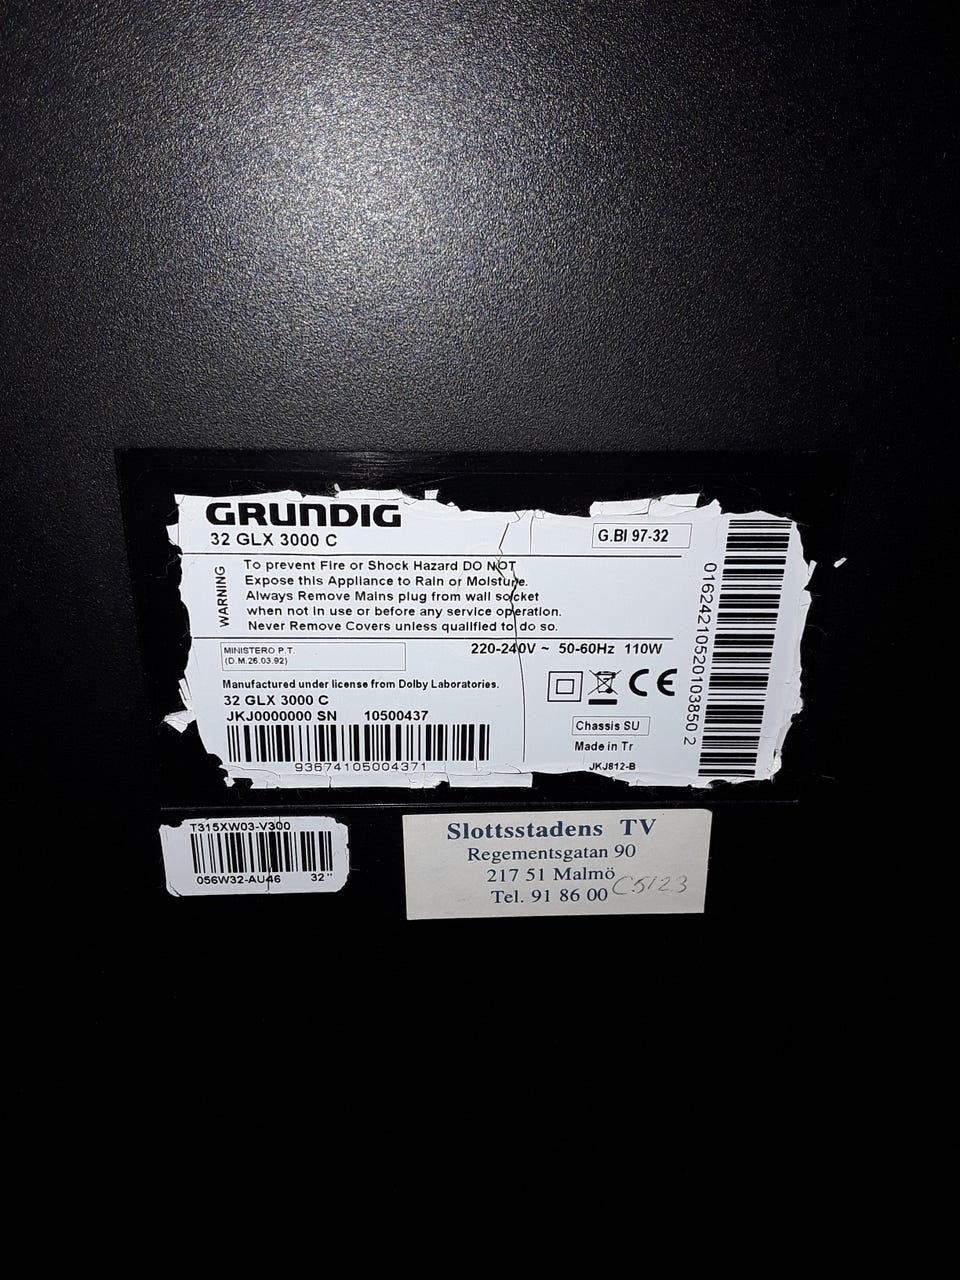 GRUNDIG
32 GLX 3000 C
G.BI 97-32
WARNING
To prevent Fire or Shock Hazard DO NOT
Expose this Appliance to Rain or Moisture.
Always Remove Mains plug from wall socket
when not in use or before any service operation.
Never Remove Covers unless qualified to do so.
MINISTERO P.T.
(D.M.26.03.92)
220-240V ~ 50-60Hz 110W
Manufactured under license from Dolby Laboratories.
32 GLX 3000 C
JKJ0000000 SN 10500437
93674105004371
CE
Chassis SU
Made in Tr
JKJ812-B
01624210520103850 2
T315XW03-V300
056W32-AU46 32"
Slottsstadens TV
Regementsgatan 90
217 51 Malmö
Tel. 91 86 00
C5123